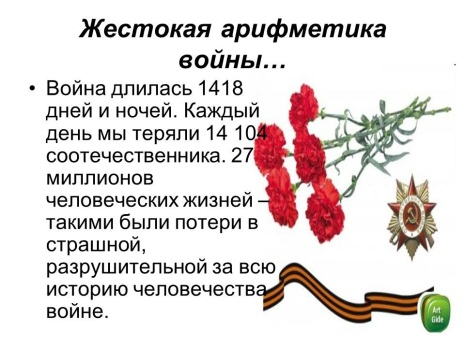 Жестокая арифметика
войны…
• Война длилась 1418
дней и ночей. Каждый
день мы теряли 14 104
соотечественника. 27
миллионов
человеческих жизней –
такими были потери в
страшной,
разрушительной за всю
историю человечества
войне.
Art
Gide